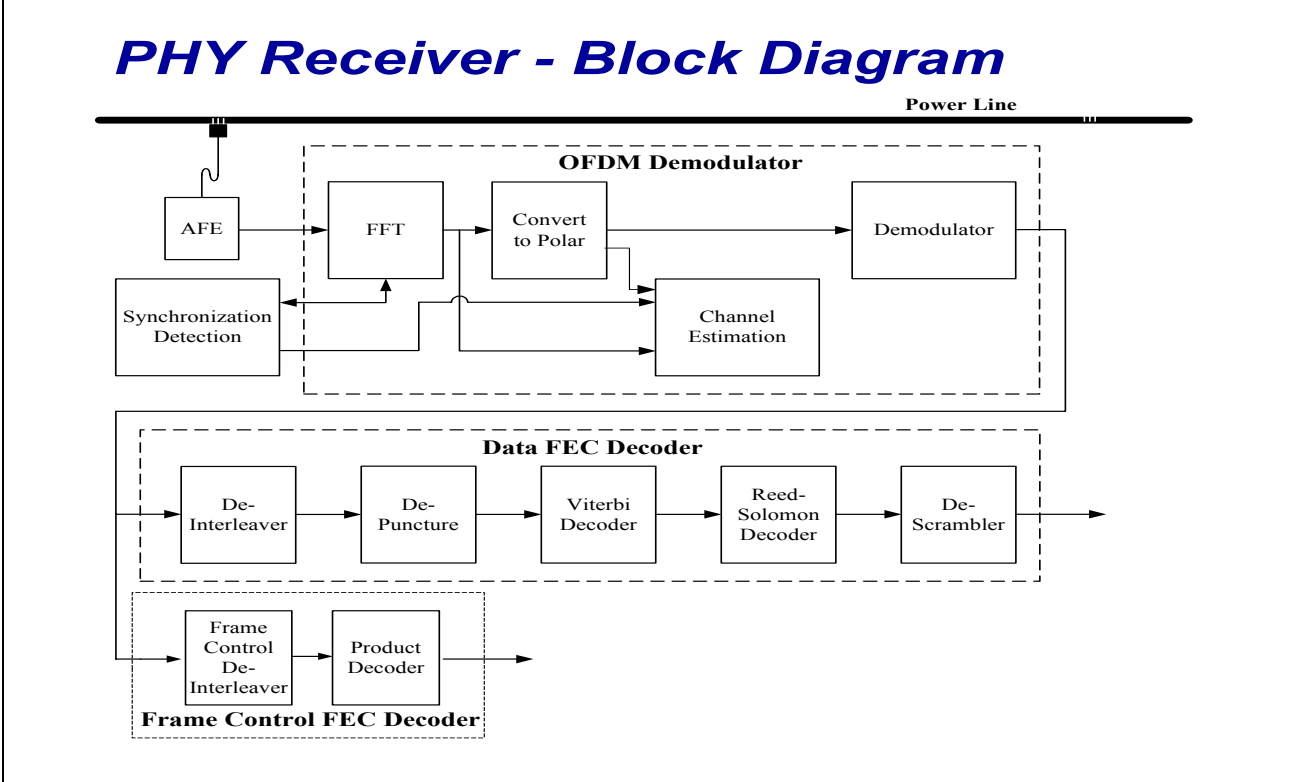 PHY Receiver - Block Diagram
Power Line
OFDM Demodulator
AFE
FFT
Convert
to Polar
Demodulator
Synchronization
Detection
Channel
Estimation
Data FEC Decoder
De-
Interleaver
De-
Puncture
Viterbi
Decoder
Reed-
Solomon
Decoder
De-
Scrambler
Frame
Control
De-
Interleaver
Product
Decoder
Frame Control FEC Decoder